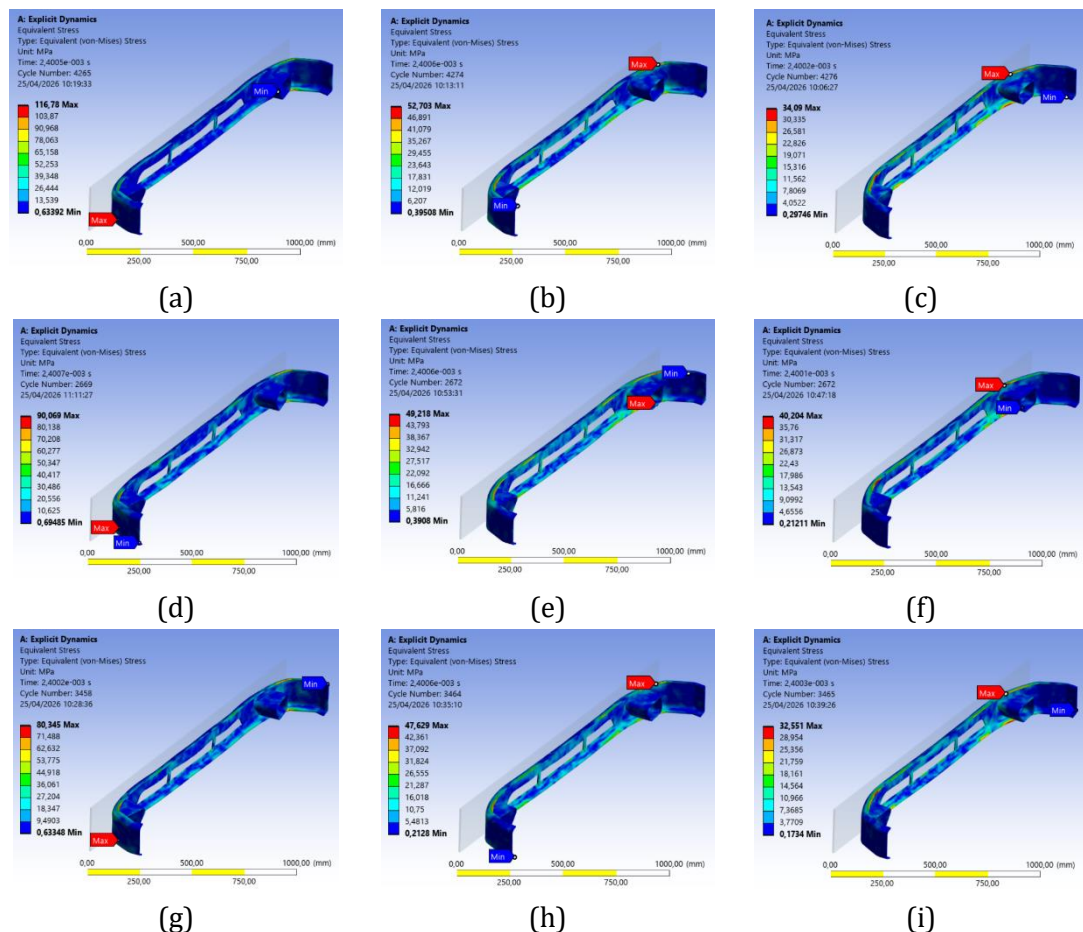 A: Explicit Dynamics
Equivalent Stress
Type: Equivalent (von-Mises) Stress
Unit: MPa
Time: 2,4005e-003 s
Cycle Number: 4265
25/04/2026 10:19:33
116,78 Max
103,87
90,968
78,063
65,158
52,253
39,348
26,444
13,539
0,63392 Min
Min
Max
0,00 500,00 1000,00 (mm)
250,00 750,00
(a)
A: Explicit Dynamics
Equivalent Stress
Type: Equivalent (von-Mises) Stress
Unit: MPa
Time: 2,4006e-003 s
Cycle Number: 4274
25/04/2026 10:13:11
52,703 Max
46,891
41,079
35,267
29,455
23,643
17,831
12,019
6,207
0,39508 Min
Max
Min
0,00 500,00 1000,00 (mm)
250,00 750,00
(b)
A: Explicit Dynamics
Equivalent Stress
Type: Equivalent (von-Mises) Stress
Unit: MPa
Time: 2,4002e-003 s
Cycle Number: 4276
25/04/2026 10:06:27
34,09 Max
30,335
26,581
22,826
19,071
15,316
11,562
7,8069
4,0522
0,29746 Min
Max
Min
0,00 500,00 1000,00 (mm)
250,00 750,00
(c)
A: Explicit Dynamics
Equivalent Stress
Type: Equivalent (von-Mises) Stress
Unit: MPa
Time: 2,4007e-003 s
Cycle Number: 2669
25/04/2026 11:11:27
90,069 Max
80,138
70,208
60,277
50,347
40,417
30,486
20,556
10,625
0,69485 Min
Max
Min
0,00 500,00 1000,00 (mm)
250,00 750,00
(d)
A: Explicit Dynamics
Equivalent Stress
Type: Equivalent (von-Mises) Stress
Unit: MPa
Time: 2,4006e-003 s
Cycle Number: 2672
25/04/2026 10:53:31
49,218 Max
43,793
38,367
32,942
27,517
22,092
16,666
11,241
5,816
0,3908 Min
Min
Max
0,00 500,00 1000,00 (mm)
250,00 750,00
(e)
A: Explicit Dynamics
Equivalent Stress
Type: Equivalent (von-Mises) Stress
Unit: MPa
Time: 2,4001e-003 s
Cycle Number: 2672
25/04/2026 10:47:18
40,204 Max
35,76
31,317
26,873
22,43
17,986
13,543
9,0992
4,6556
0,21211 Min
Max
Min
0,00 500,00 1000,00 (mm)
250,00 750,00
(f)
A: Explicit Dynamics
Equivalent Stress
Type: Equivalent (von-Mises) Stress
Unit: MPa
Time: 2,4002e-003 s
Cycle Number: 3458
25/04/2026 10:28:36
80,345 Max
71,488
62,632
53,775
44,918
36,061
27,204
18,347
9,4903
0,63348 Min
Min
Max
0,00 500,00 1000,00 (mm)
250,00 750,00
(g)
A: Explicit Dynamics
Equivalent Stress
Type: Equivalent (von-Mises) Stress
Unit: MPa
Time: 2,4006e-003 s
Cycle Number: 3464
25/04/2026 10:35:10
47,629 Max
42,361
37,092
31,824
26,555
21,287
16,018
10,75
5,4813
0,2128 Min
Max
Min
0,00 500,00 1000,00 (mm)
250,00 750,00
(h)
A: Explicit Dynamics
Equivalent Stress
Type: Equivalent (von-Mises) Stress
Unit: MPa
Time: 2,4003e-003 s
Cycle Number: 3465
25/04/2026 10:39:26
32,551 Max
28,954
25,356
21,759
18,161
14,564
10,966
7,3685
3,7709
0,1734 Min
Max
Min
0,00 500,00 1000,00 (mm)
250,00 750,00
(i)